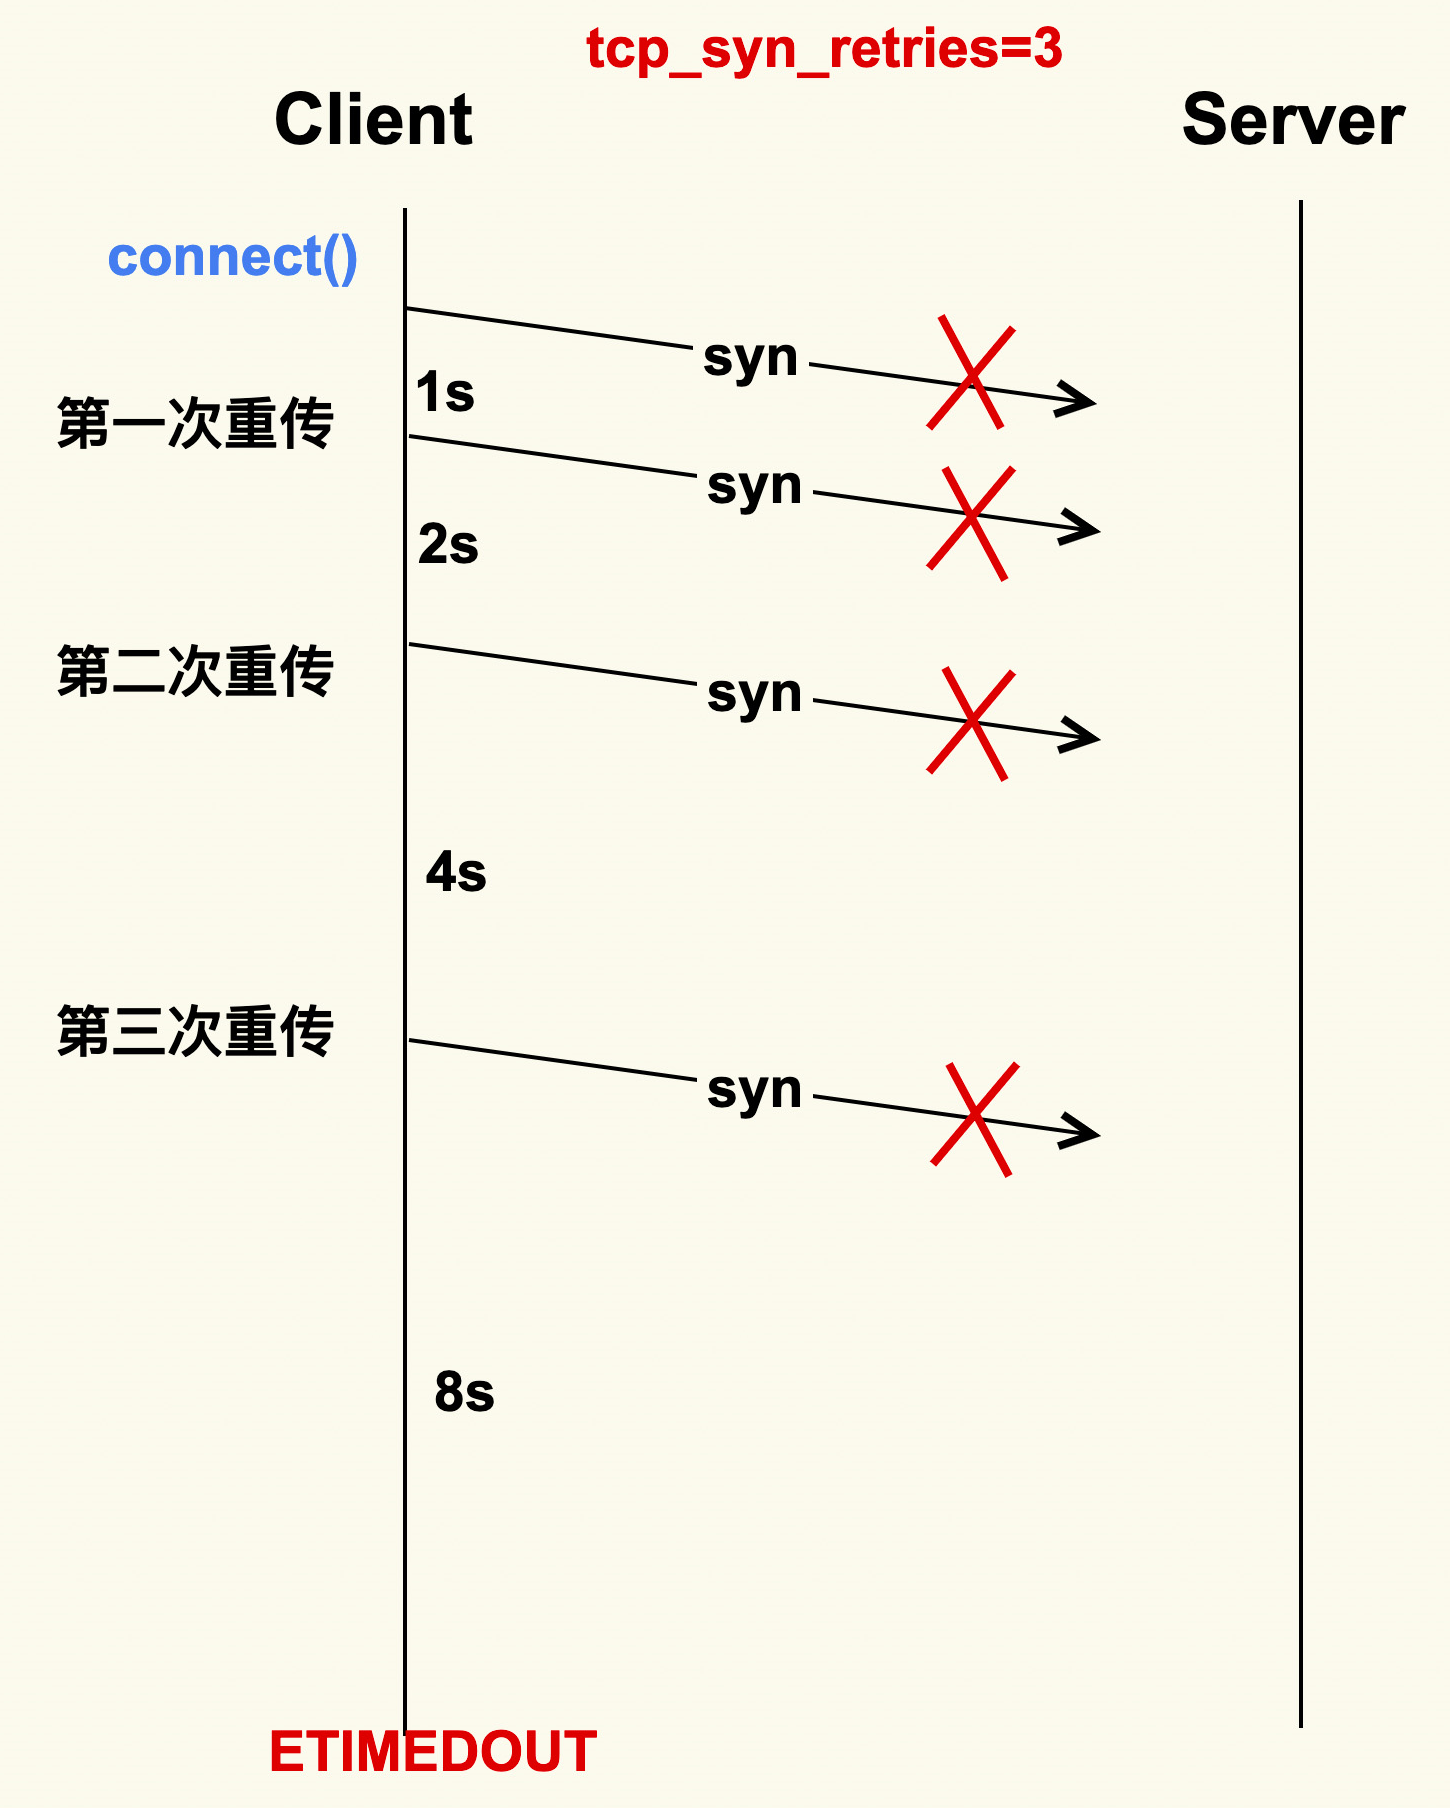 tcp_syn_retries=3
Client
Server
connect()
syn
1s
第一次重传
syn
2s
第二次重传
syn
4s
第三次重传
syn
8s
ETIMEDOUT